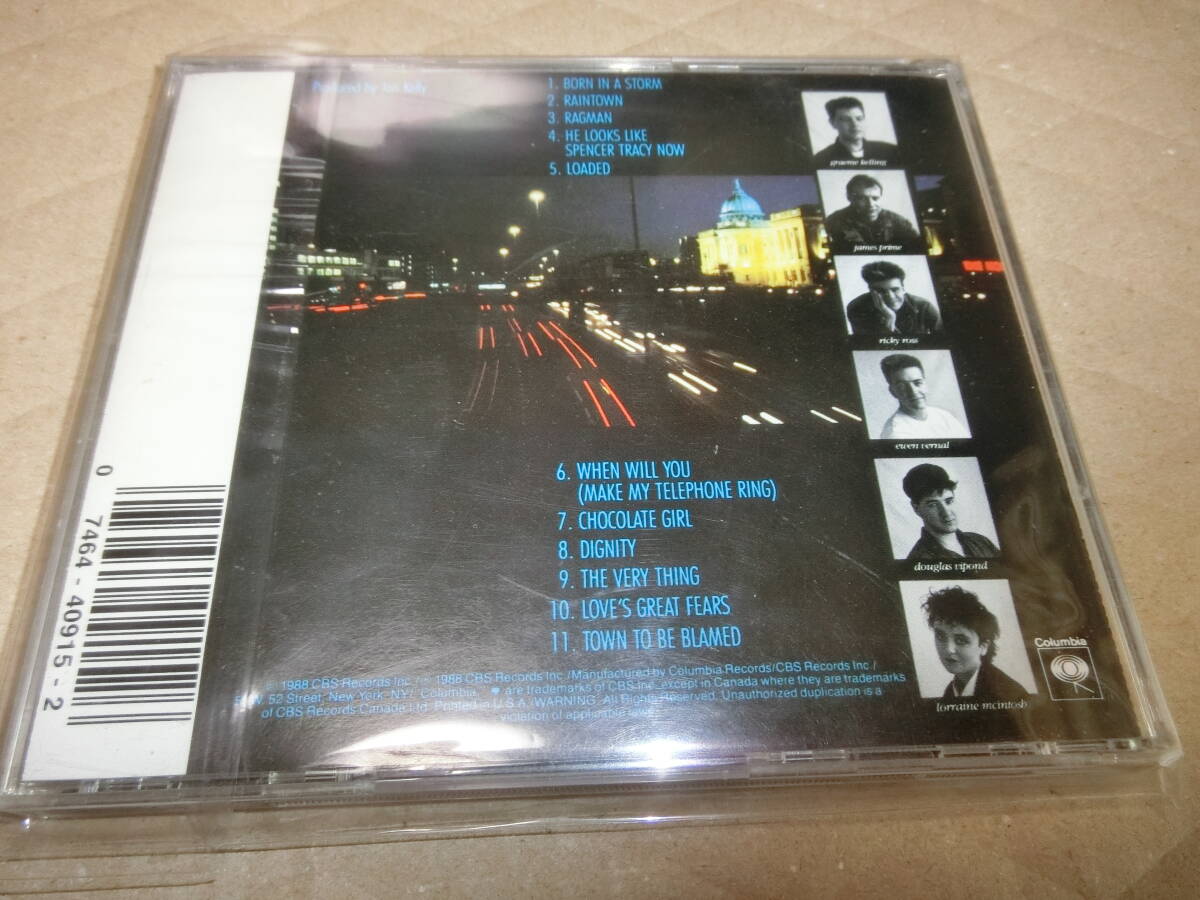 Produced by Jon Kelly
1. BORN IN A STORM
2. RAINTOWN
3. RAGMAN
4. HE LOOKS LIKE
SPENCER TRACY NOW
5. LOADED
graeme kelling
james prime
ricky ross
ewen vernal
douglas vipond
lorraine mcintosh
6. WHEN WILL YOU
(MAKE MY TELEPHONE RING)
7. CHOCOLATE GIRL
8. DIGNITY
9. THE VERY THING
10. LOVE'S GREAT FEARS
11. TOWN TO BE BLAMED
Columbia
1988 CBS Records Inc. / ℗ 1988 CBS Records Inc. /Manufactured by Columbia Records/CBS Records Inc./
W. 52 Street, New York, NY/ Columbia, are trademarks of CBS Inc. except in Canada where they are trademarks
of CBS Records Canada Ltd. Printed in U.S.A./WARNING: All Rights Reserved. Unauthorized duplication is a
violation of applicable laws.
0 7464-40915-2